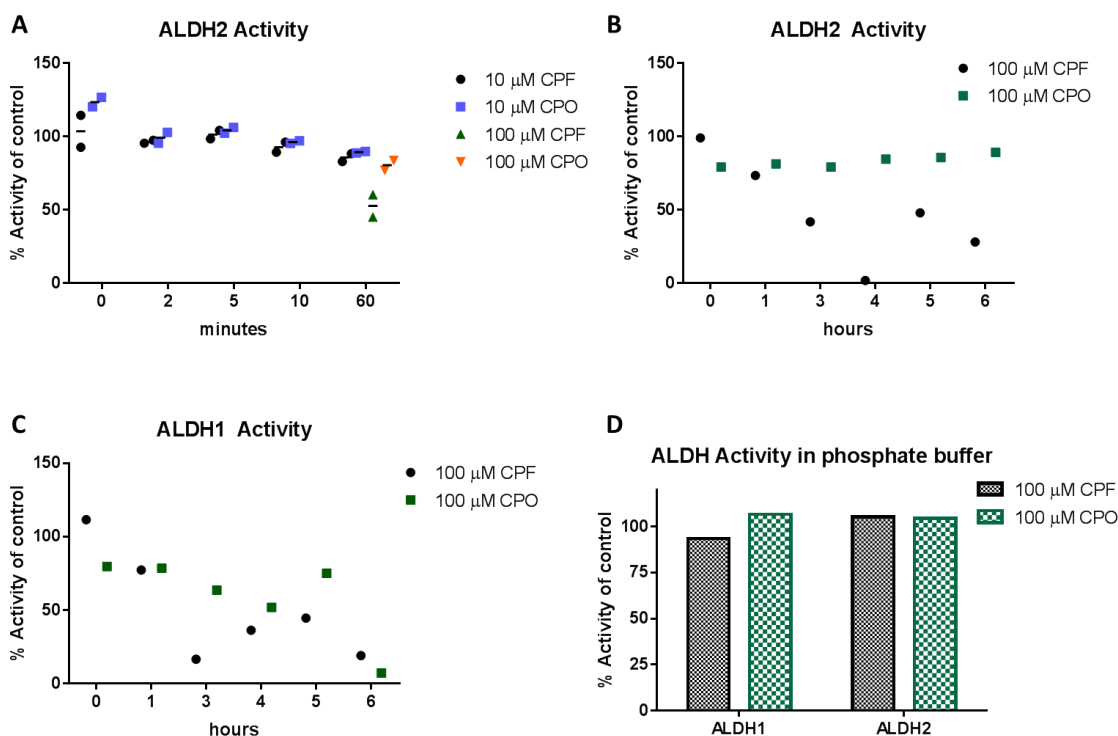 A
ALDH2 Activity
% Activity of control
150
100
50
0
0 2 5 10 60
minutes
10 μM CPF
10 μM CPO
100 μM CPF
100 μM CPO
B
ALDH2 Activity
% Activity of control
150
100
50
0
0 1 3 4 5 6
hours
100 μM CPF
100 μM CPO
C
ALDH1 Activity
% Activity of control
150
100
50
0
0 1 3 4 5 6
hours
100 μM CPF
100 μM CPO
D
ALDH Activity in phosphate buffer
% Activity of control
100
75
50
25
0
ALDH1 ALDH2
100 μM CPF
100 μM CPO